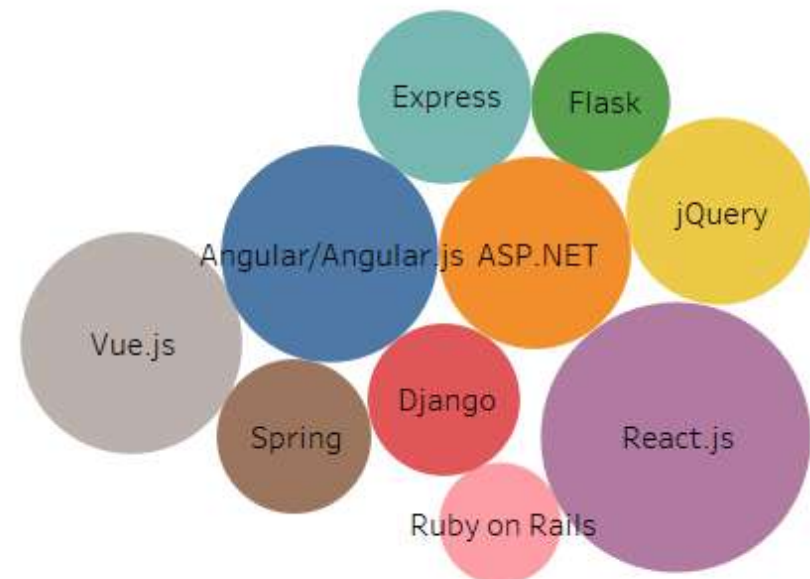 Express
Flask
jQuery
Angular/Angular.js
ASP.NET
Vue.js
Django
Spring
React.js
Ruby on Rails